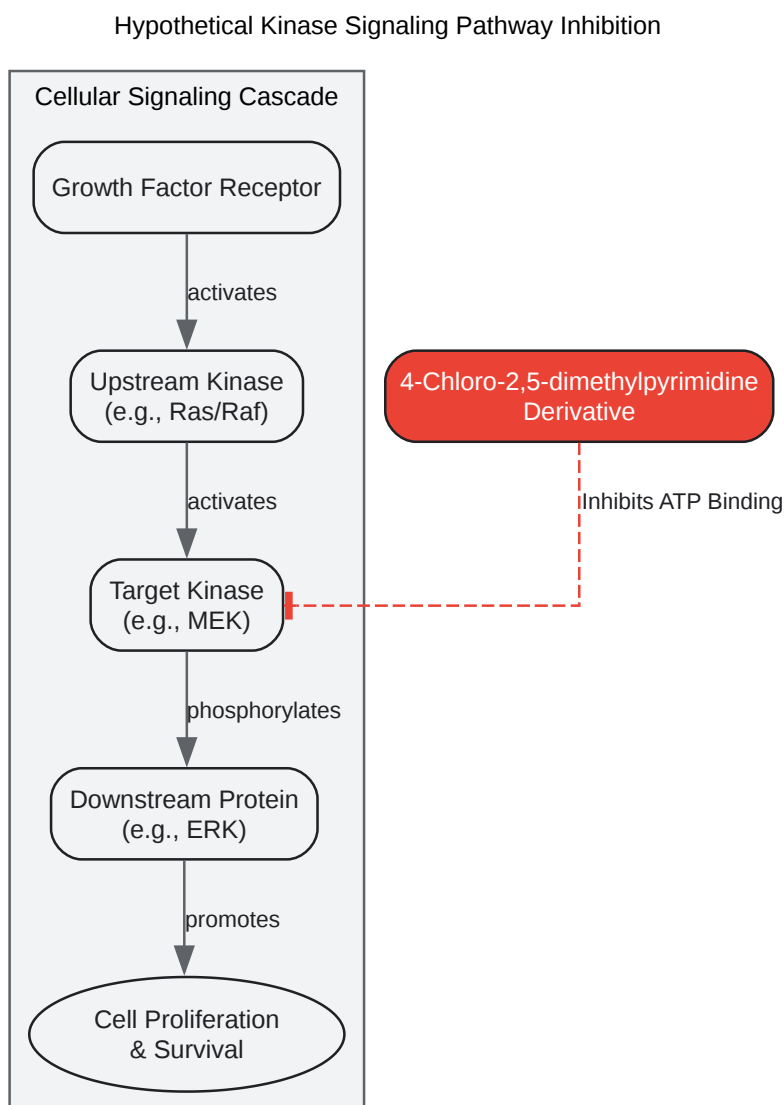 Hypothetical Kinase Signaling Pathway Inhibition
Cellular Signaling Cascade
Growth Factor Receptor
activates
Upstream Kinase
(e.g., Ras/Raf)
4-Chloro-2,5-dimethylpyrimidine
Derivative
activates
Inhibits ATP Binding
Target Kinase
(e.g., MEK)
phosphorylates
Downstream Protein
(e.g., ERK)
promotes
Cell Proliferation
& Survival